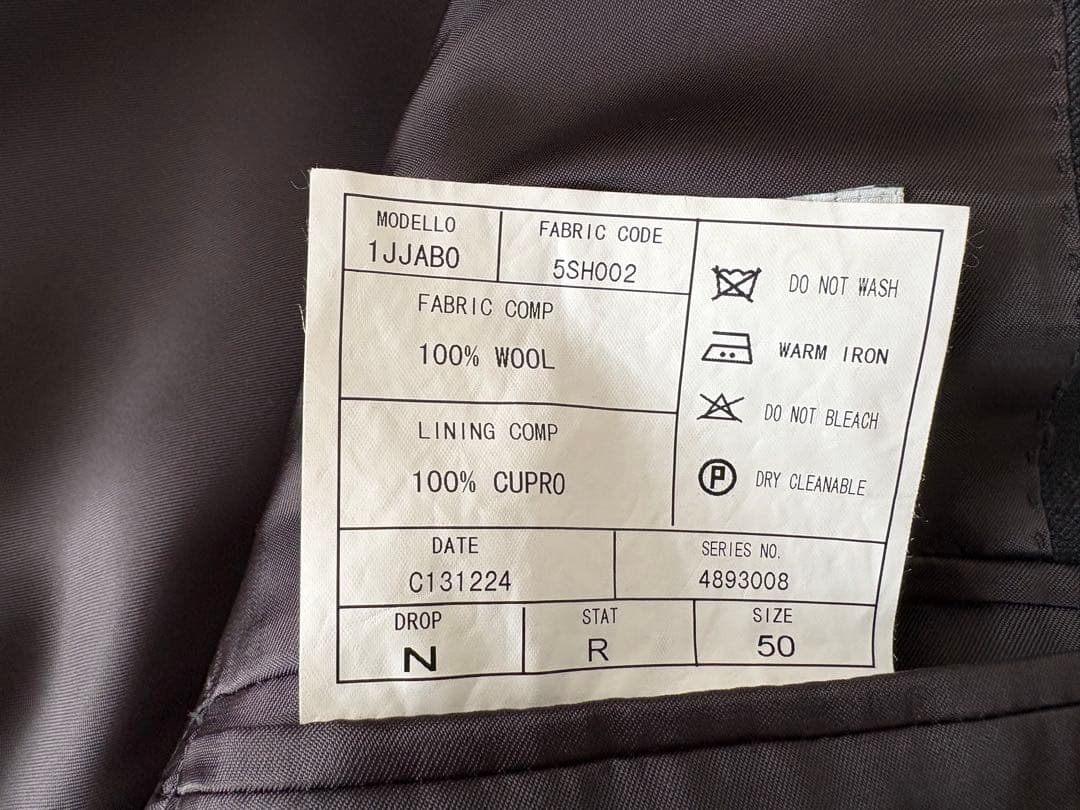 MODELLO
1JJABO
FABRIC CODE
5SH002
FABRIC COMP
100% WOOL
LINING COMP
100% CUPRO
DO NOT WASH
WARM IRON
DO NOT BLEACH
P
DRY CLEANABLE
DATE
C131224
SERIES NO.
4893008
DROP
N
STAT
R
SIZE
50